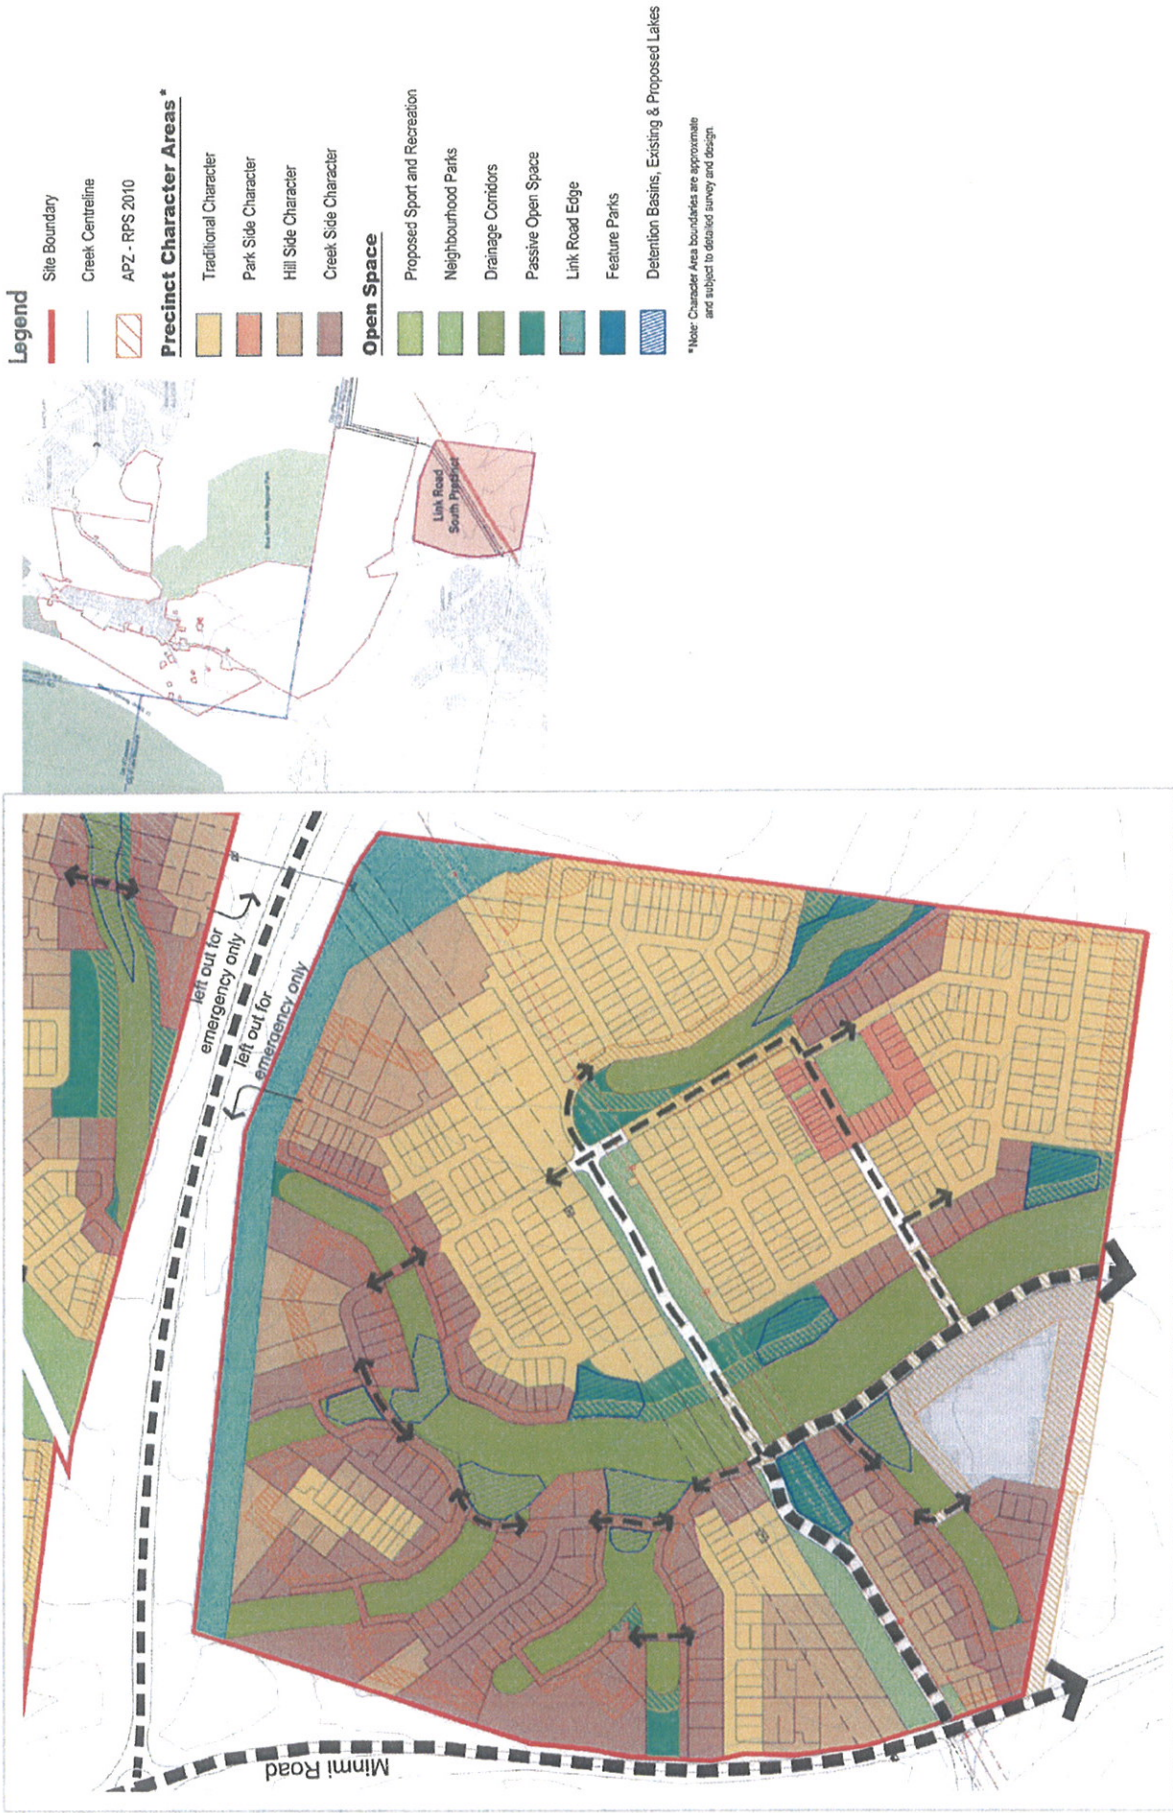 Legend
Site Boundary
Creek Centreline
APZ - RPS 2010
Precinct Character Areas *
Traditional Character
Park Side Character
Hill Side Character
Creek Side Character
Open Space
Proposed Sport and Recreation
Neighbourhood Parks
Drainage Corridors
Passive Open Space
Link Road Edge
Feature Parks
Detention Basins, Existing & Proposed Lakes
*Note: Character Area boundaries are approximate
and subject to detailed survey and design.
Link Road
South Precinct
left out for
emergency only
left out for
emergency only
Minmi Road